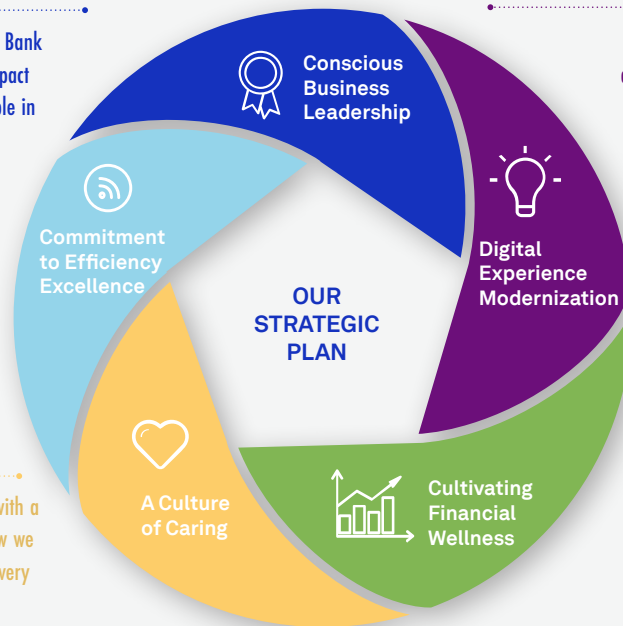 Bank
pact
ole in
Conscious
Business
Leadership
Digital
Experience
Modernization
Commitment
to Efficiency
Excellence
OUR
STRATEGIC
PLAN
Cultivating
Financial
Wellness
A Culture
of Caring
with a
w we
very